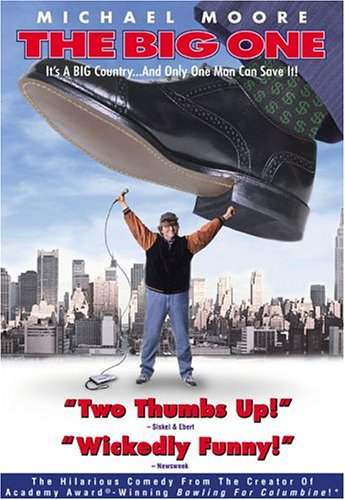 MICHAEL MOORE
THE BIG ONE
It's A BIG Country...And Only One Man Can Save It!
"Two Thumbs Up!"
– Siskel & Ebert
"Wickedly Funny!"
– Newsweek
The Hilarious Comedy From The Creator Of
Academy Award®-Winning Bowling For Columbine!*